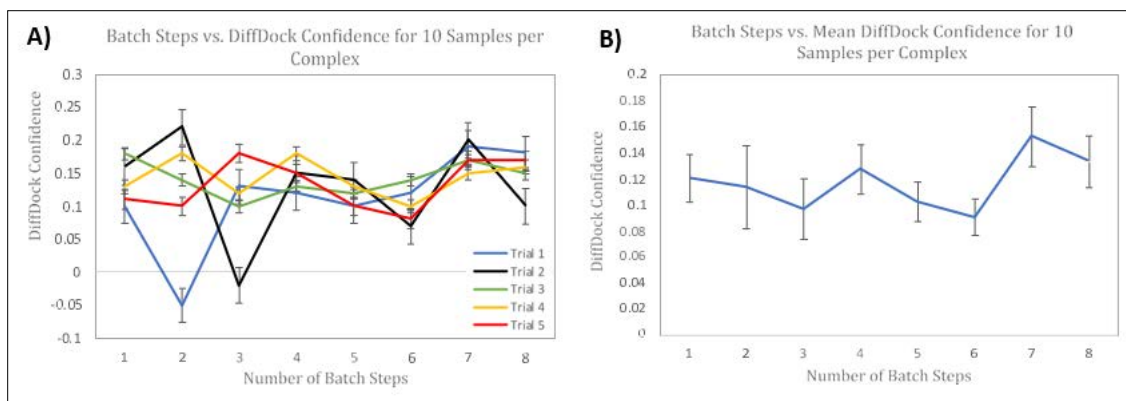 A)
Batch Steps vs. DiffDock Confidence for 10 Samples per
Complex
0.3
0.25
0.2
0.15
0.1
0.05
0
-0.05
-0.1
DiffDock Confidence
1 2 3 4 5 6 7 8
Number of Batch Steps
Trial 1
Trial 2
Trial 3
Trial 4
Trial 5
B)
Batch Steps vs. Mean DiffDock Confidence for 10
Samples per Complex
0.2
0.18
0.16
0.14
0.12
0.1
0.08
0.06
0.04
0.02
0
DiffDock Confidence
1 2 3 4 5 6 7 8
Number of Batch Steps